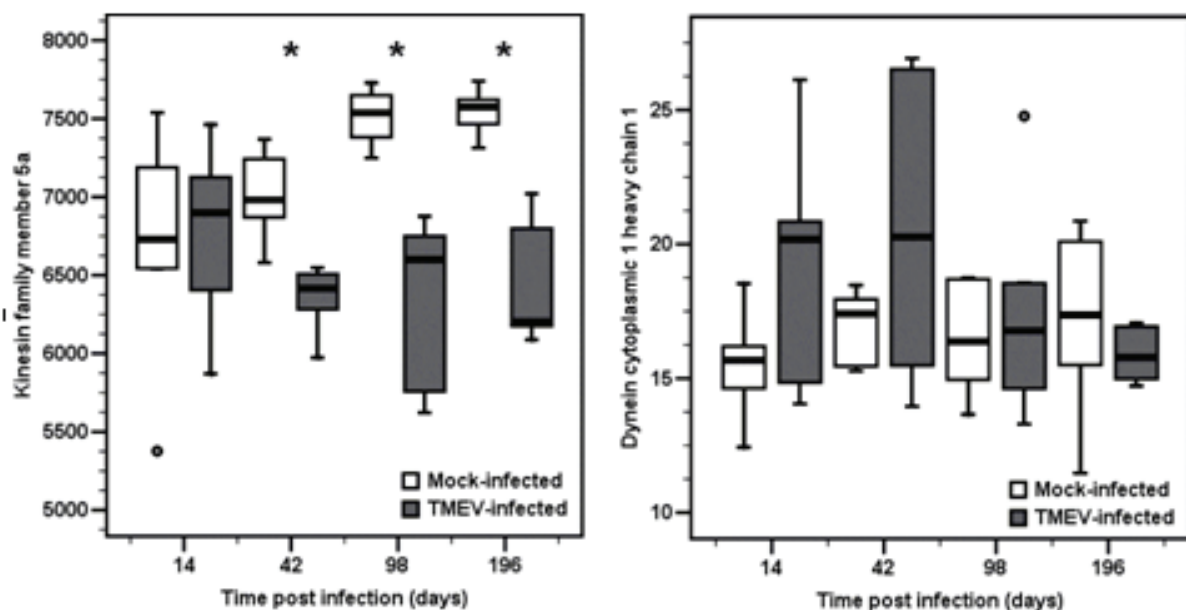 Kinesin family member 5a
8000
7500
7000
6500
6000
5500
5000
* * *
Mock-infected
TMEV-infected
14 42 98 196
Time post infection (days)
Dynein cytoplasmic 1 heavy chain 1
25
20
15
10
Mock-infected
TMEV-infected
14 42 98 196
Time post infection (days)